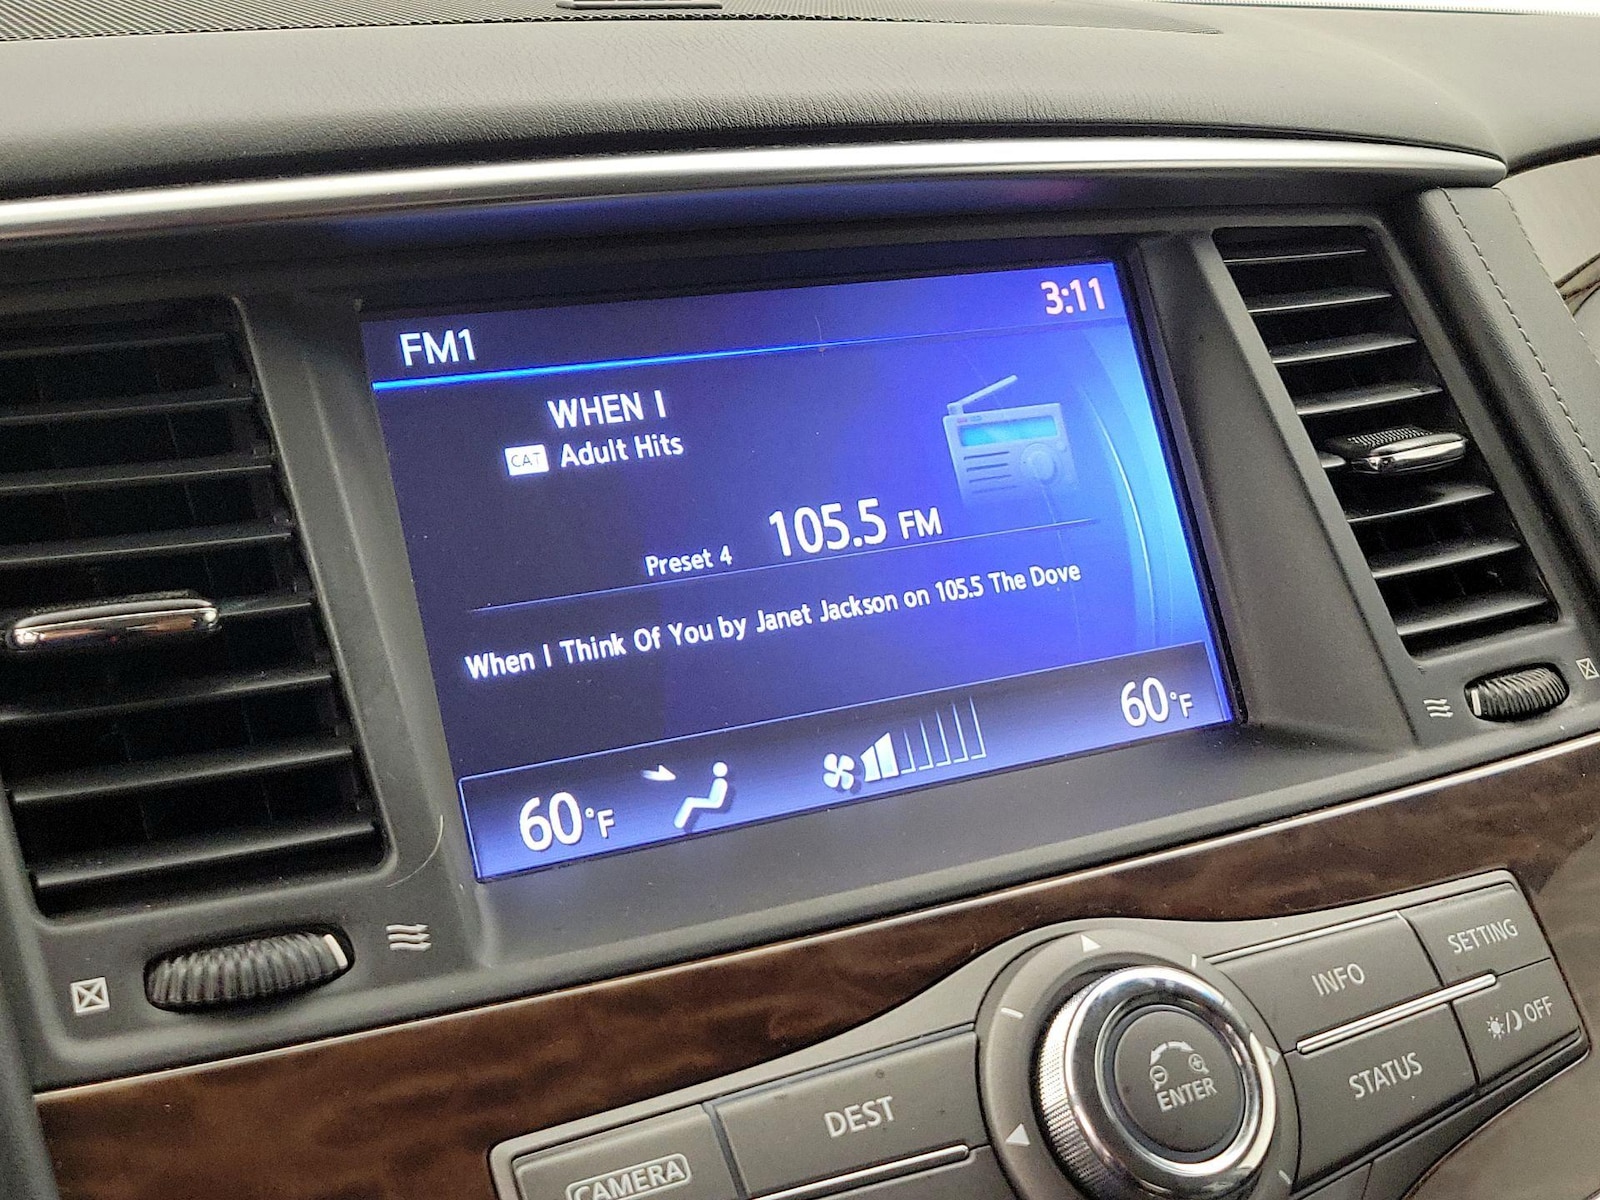 FM1
3:11
WHEN I
CAT Adult Hits
Preset 4 105.5 FM
When I Think Of You by Janet Jackson on 105.5 The Dove
60°F
60°F
SETTING
INFO
OFF
STATUS
ENTER
DEST
CAMERA